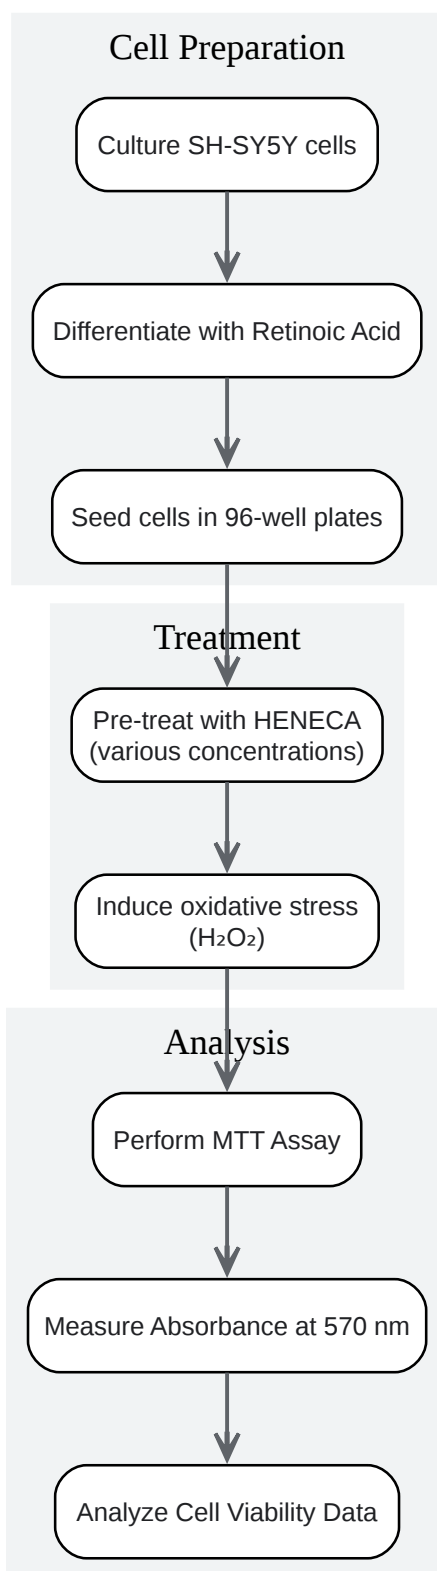 Cell Preparation
Culture SH-SY5Y cells
Differentiate with Retinoic Acid
Seed cells in 96-well plates
Treatment
Pre-treat with HENECA
(various concentrations)
Induce oxidative stress
(H₂O₂)
Analysis
Perform MTT Assay
Measure Absorbance at 570 nm
Analyze Cell Viability Data